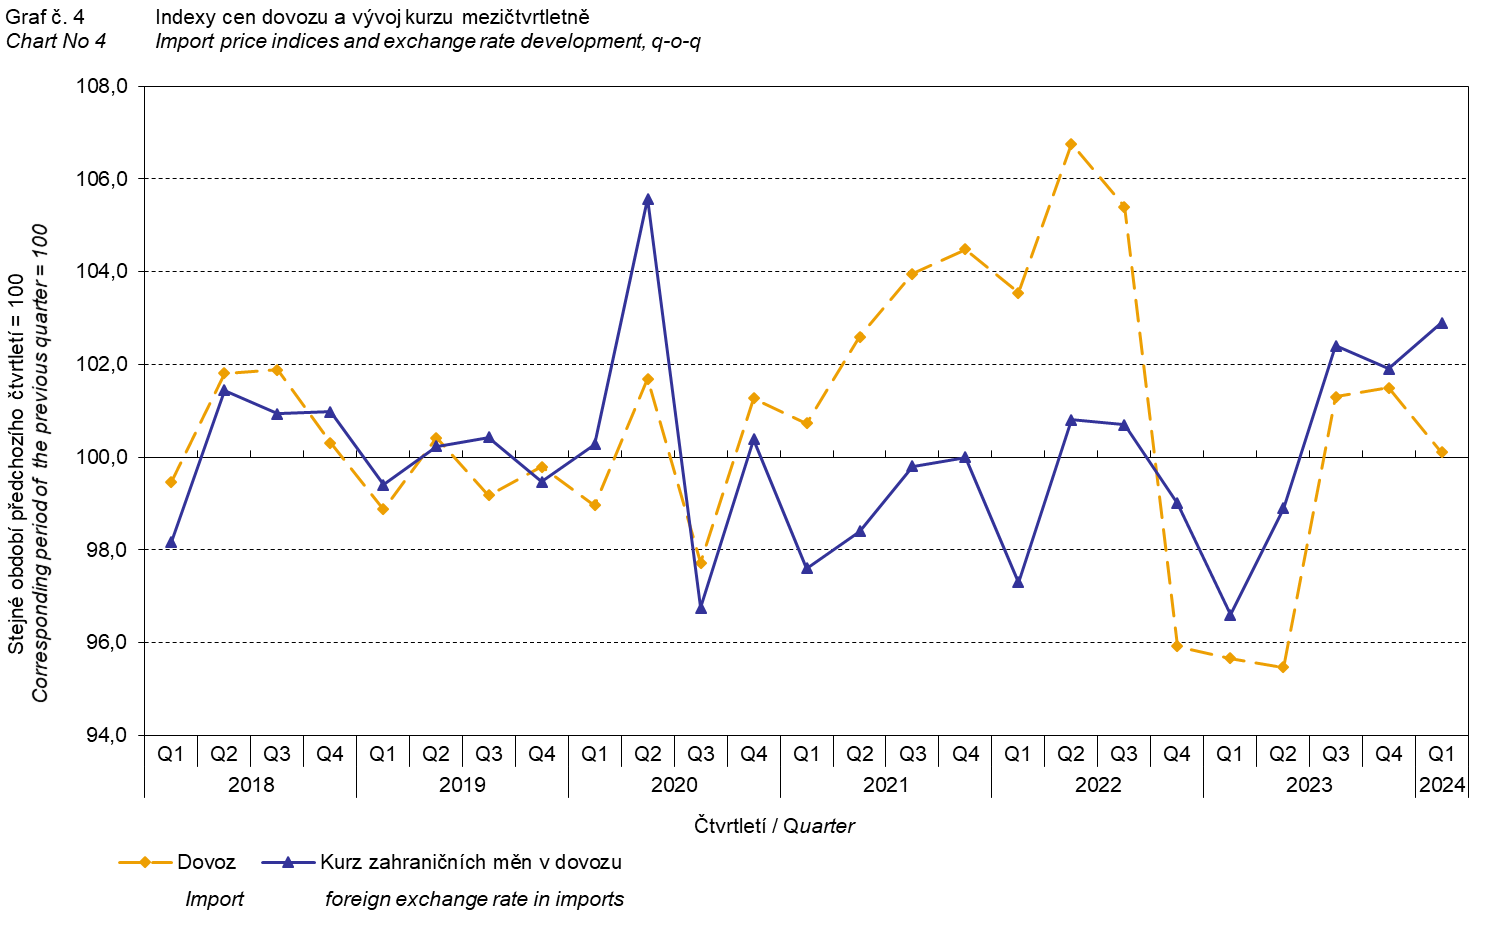 Graf č. 4 Indexy cen dovozu a vývoj kurzu mezičtvrtletně
Chart No 4 Import price indices and exchange rate development, q-o-q
Stejné období předchozího čtvrtletí = 100
Corresponding period of the previous quarter = 100
108,0
106,0
104,0
102,0
100,0
98,0
96,0
94,0
Q1 Q2 Q3 Q4 Q1 Q2 Q3 Q4 Q1 Q2 Q3 Q4 Q1 Q2 Q3 Q4 Q1 Q2 Q3 Q4 Q1 Q2 Q3 Q4 Q1
2018 2019 2020 2021 2022 2023 2024
Čtvrtletí / Quarter
Dovoz Kurz zahraničních měn v dovozu
Import foreign exchange rate in imports